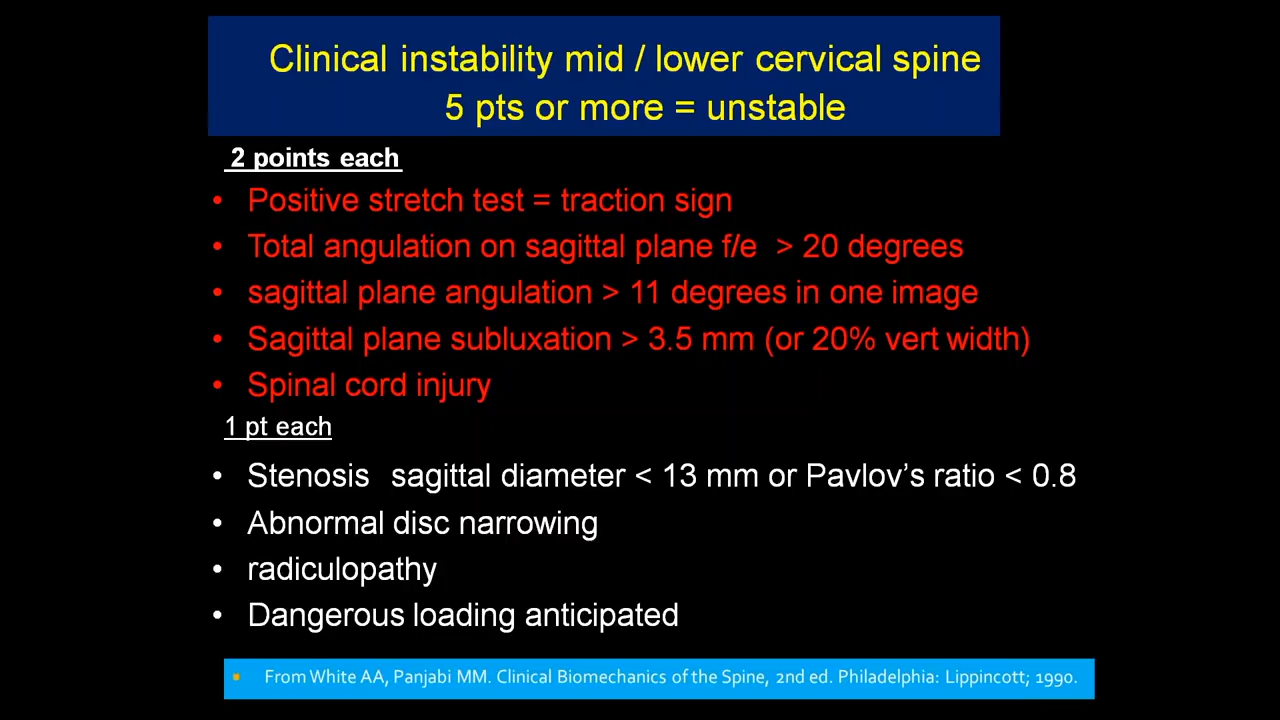 Clinical instability mid / lower cervical spine
5 pts or more = unstable
2 points each
• Positive stretch test = traction sign
• Total angulation on sagittal plane f/e > 20 degrees
• sagittal plane angulation > 11 degrees in one image
• Sagittal plane subluxation > 3.5 mm (or 20% vert width)
• Spinal cord injury
1 pt each
• Stenosis sagittal diameter < 13 mm or Pavlov’s ratio < 0.8
• Abnormal disc narrowing
• radiculopathy
• Dangerous loading anticipated
• From White AA, Panjabi MM. Clinical Biomechanics of the Spine, 2nd ed. Philadelphia: Lippincott; 1990.